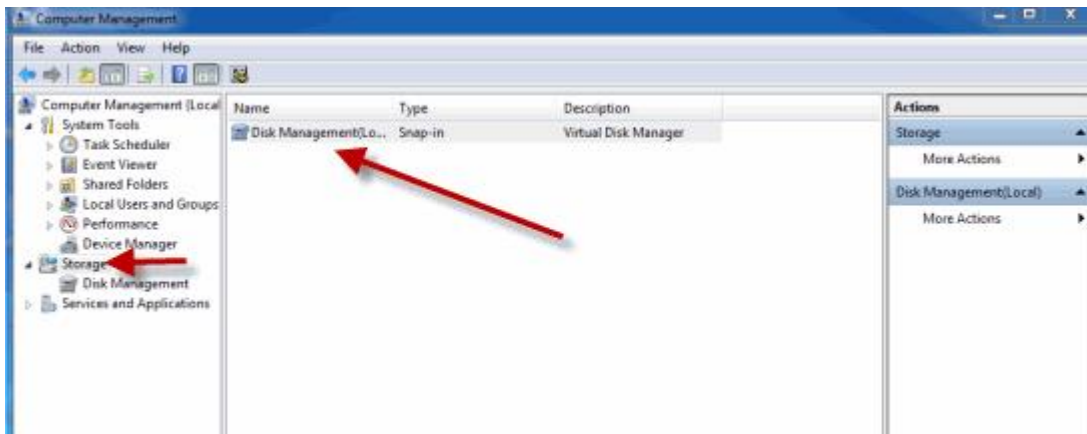 Computer Management
File Action View Help
Computer Management (Local
System Tools
Task Scheduler
Event Viewer
Shared Folders
Local Users and Groups
Performance
Device Manager
Storage
Disk Management
Services and Applications
Name Type Description
Disk Management(Lo... Snap-in Virtual Disk Manager
Actions
Storage
More Actions
Disk Management(Local)
More Actions